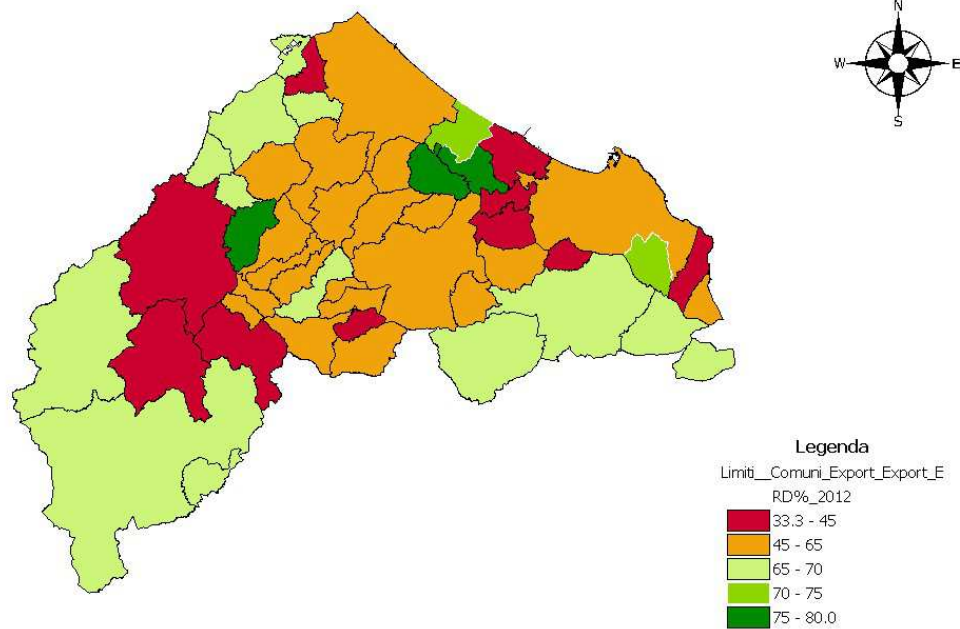 N
W E
S
Legenda
Limiti__Comuni_Export_Export_E
RD%_2012
33.3 - 45
45 - 65
65 - 70
70 - 75
75 - 80.0